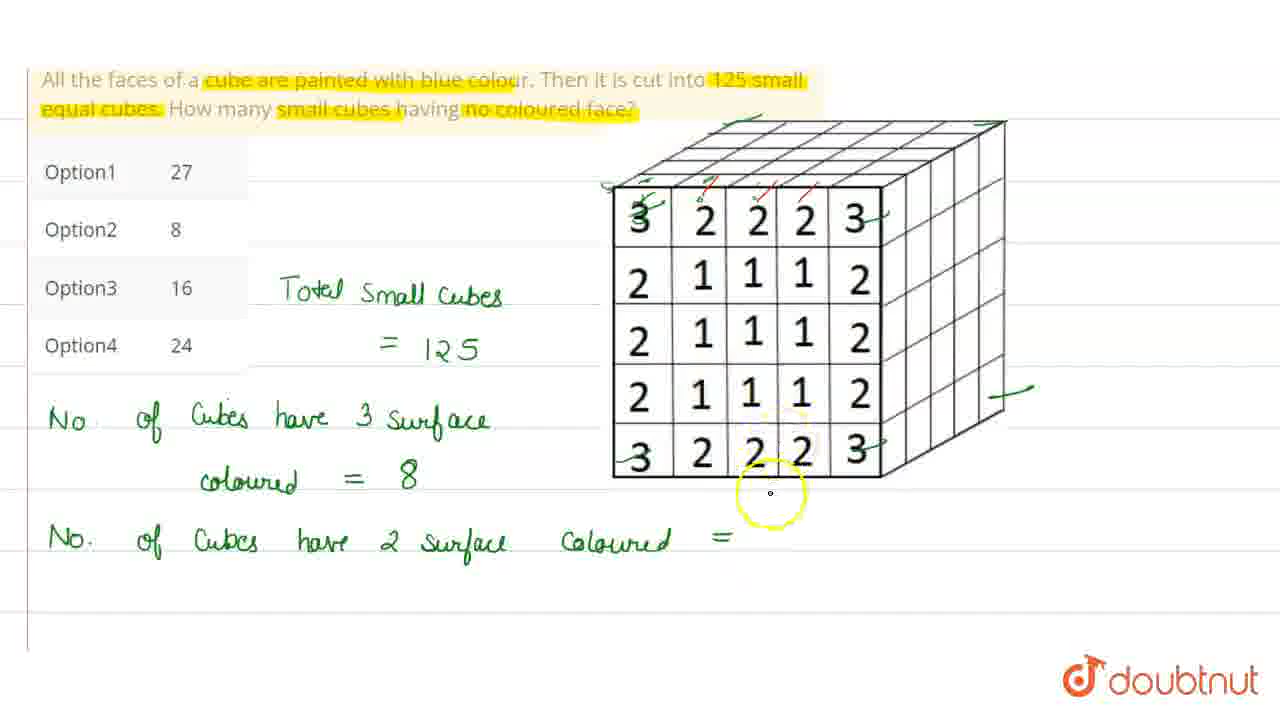 All the faces of a cube are painted with blue colour. Then it is cut into 125 small
equal cubes. How many small cubes having no coloured face?
Option1 27
Option2 8
Option3 16
Option4 24
Total small cubes
= 125
No. of Cubes have 3 surface
coloured = 8
No. of Cubes have 2 surface coloured =
3 2 2 2 3
2 1 1 1 2
2 1 1 1 2
2 1 1 1 2
3 2 2 2 3
doubtnut